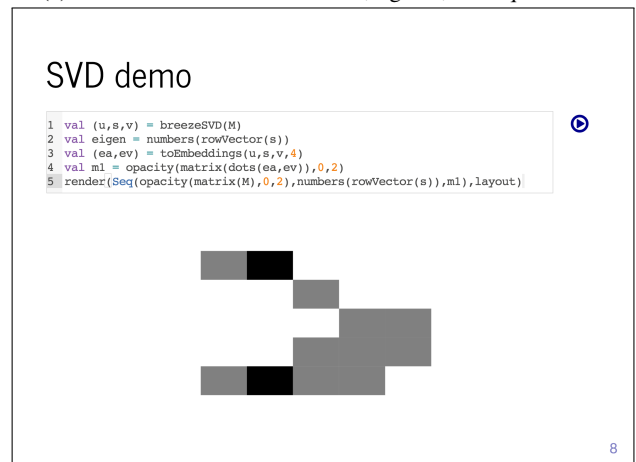 SVD demo
1 val (u,s,v) = breezeSVD(M)
2 val eigen = numbers(rowVector(s))
3 val (ea,ev) = toEmbeddings(u,s,v,4)
4 val m1 = opacity(matrix(dots(ea,ev)),0,2)
5 render(Seq(opacity(matrix(M),0,2),numbers(rowVector(s)),m1),layout)
8